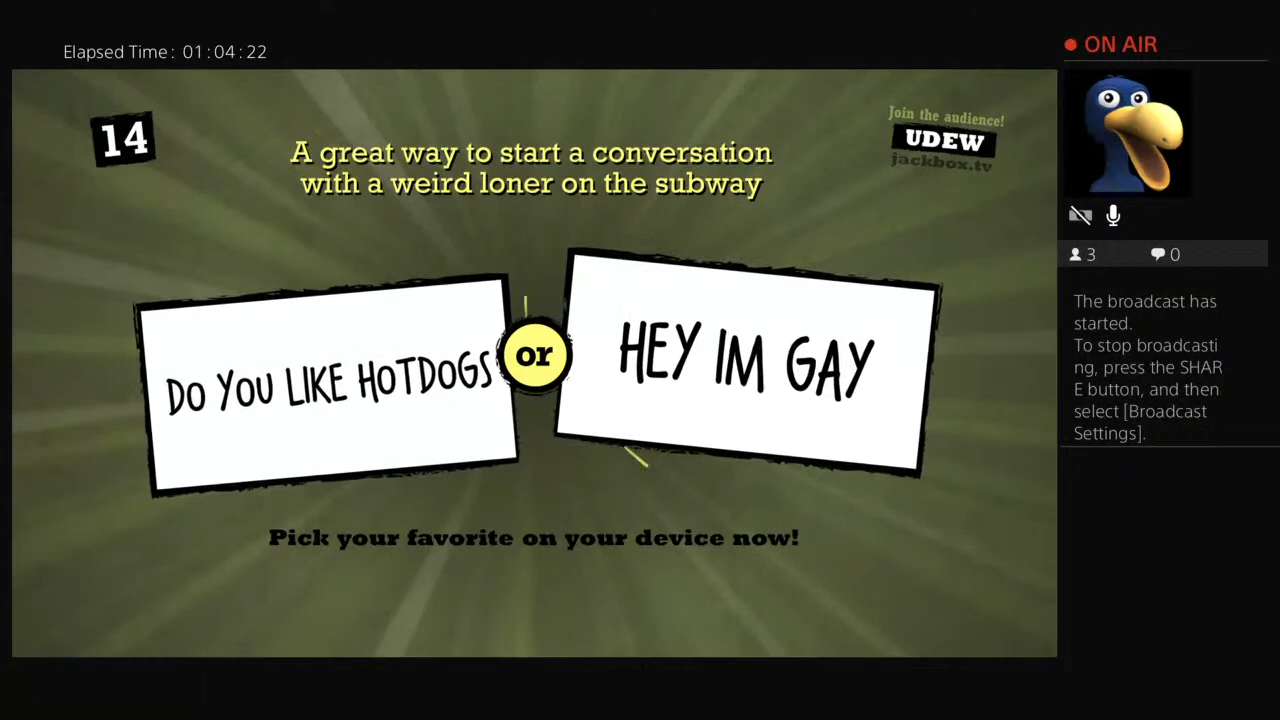 Elapsed Time: 01:04:22
ON AIR
14
A great way to start a conversation
with a weird loner on the subway
Join the audience!
UDEW
jackbox.tv
DO YOU LIKE HOTDOGS
or
HEY IM GAY
Pick your favorite on your device now!
3
0
The broadcast has
started.
To stop broadcasti
ng, press the SHAR
E button, and then
select [Broadcast
Settings].